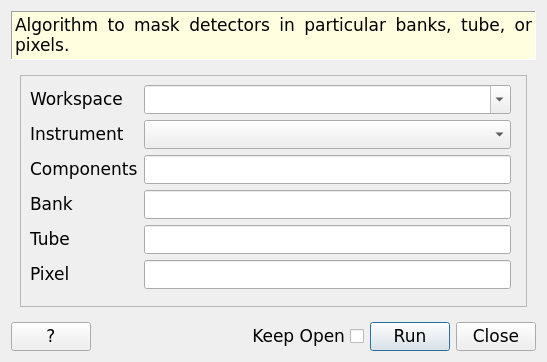 Algorithm to mask detectors in particular banks, tube, or
pixels.
Workspace
Instrument
Components
Bank
Tube
Pixel
? Keep Open Run Close